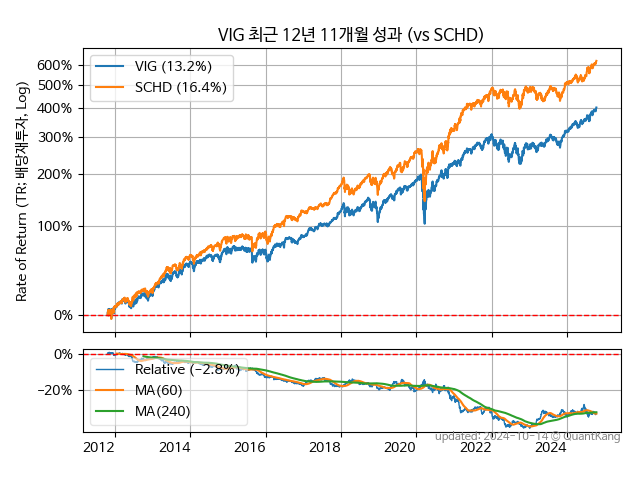 VIG 최근 12년 11개월 성과 (vs SCHD)
Rate of Return (TR: 배당재투자, Log)
600%
500%
400%
300%
200%
100%
0%
VIG (13.2%)
SCHD (16.4%)
0%
-20%
Relative (-2.8%)
MA(60)
MA(240)
2012 2014 2016 2018 2020 2022 2024
updated: 2024-10-14 © QuantKang